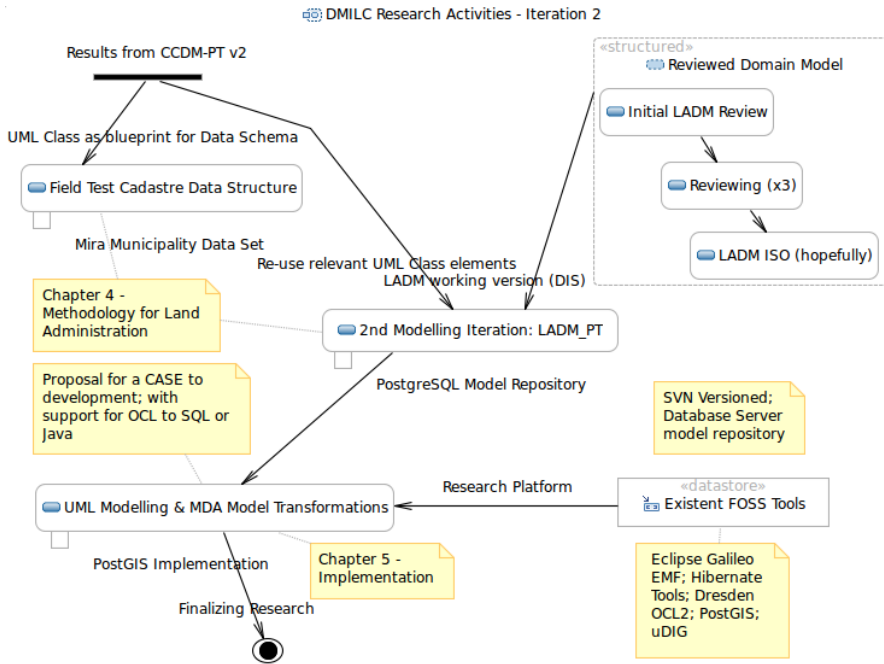 DMILC Research Activities - Iteration 2
Results from CCDM-PT v2
«structured»
Reviewed Domain Model
Initial LADM Review
UML Class as blueprint for Data Schema
Field Test Cadastre Data Structure
Reviewing (x3)
Mira Municipality Data Set
LADM ISO (hopefully)
Re-use relevant UML Class elements
LADM working version (DIS)
Chapter 4 -
Methodology for Land
Administration
2nd Modelling Iteration: LADM_PT
Proposal for a CASE to
development; with
support for OCL to SQL or
Java
PostgreSQL Model Repository
SVN Versioned;
Database Server
model repository
UML Modelling & MDA Model Transformations
Research Platform
«datastore»
Existent FOSS Tools
PostGIS Implementation
Chapter 5 -
Implementation
Eclipse Galileo
EMF; Hibernate
Tools; Dresden
OCL2; PostGIS;
uDIG
Finalizing Research